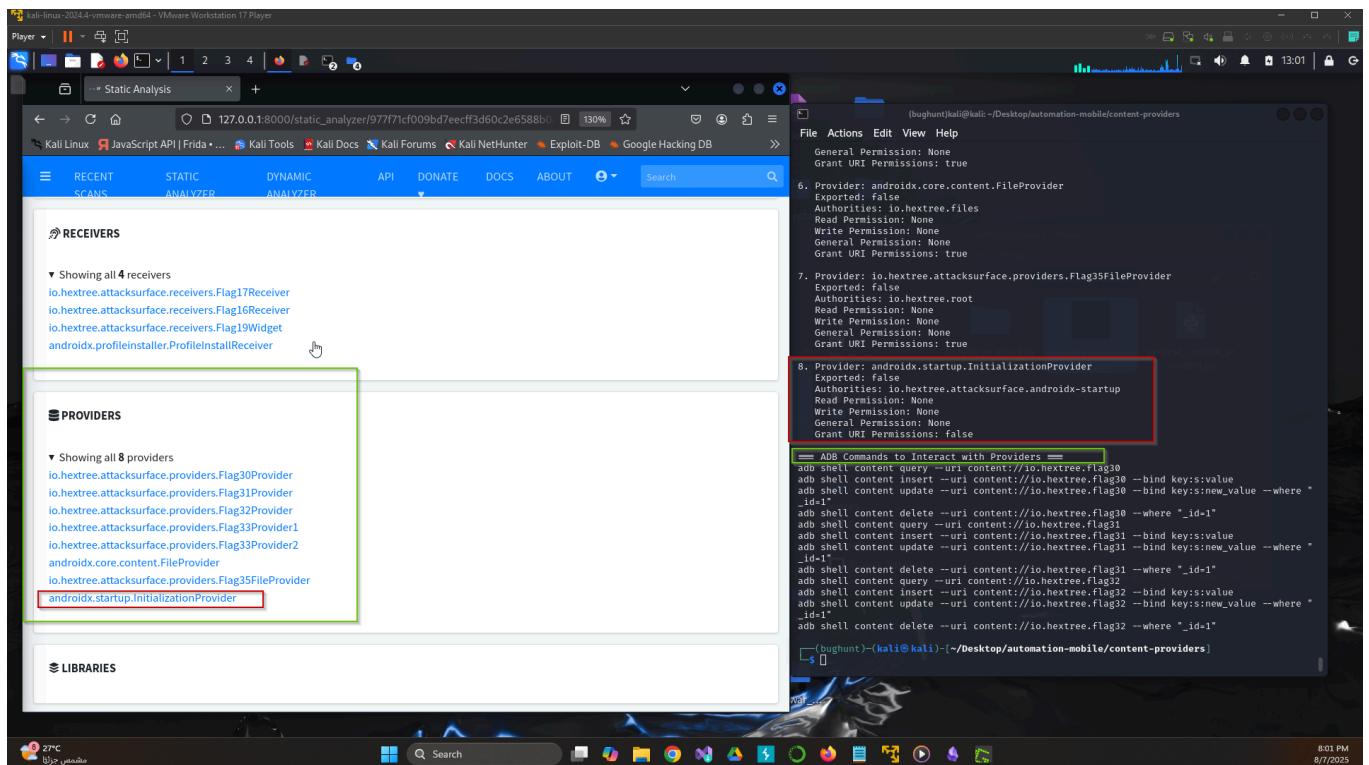 kali-linux-2024.4-vmware-amd64 - VMware Workstation 17 Player
Player
1 2 3 4
13:01
Static Analysis
127.0.0.1:8000/static_analyzer/977f71cf009bd7eecff3d60c2e6588b0
130%
Kali Linux JavaScript API | Frida • … Kali Tools Kali Docs Kali Forums Kali NetHunter Exploit-DB Google Hacking DB
RECENT SCANS
STATIC ANALYZER
DYNAMIC ANALYZER
API
DONATE ♥
DOCS
ABOUT
Search
RECEIVERS
▾ Showing all 4 receivers
io.hextree.attacksurface.receivers.Flag17Receiver
io.hextree.attacksurface.receivers.Flag16Receiver
io.hextree.attacksurface.receivers.Flag19Widget
androidx.profileinstaller.ProfileInstallReceiver
PROVIDERS
▾ Showing all 8 providers
io.hextree.attacksurface.providers.Flag30Provider
io.hextree.attacksurface.providers.Flag31Provider
io.hextree.attacksurface.providers.Flag32Provider
io.hextree.attacksurface.providers.Flag33Provider1
io.hextree.attacksurface.providers.Flag33Provider2
androidx.core.content.FileProvider
io.hextree.attacksurface.providers.Flag35FileProvider
androidx.startup.InitializationProvider
LIBRARIES
(bughunt)kali@kali: ~/Desktop/automation-mobile/content-providers
File Actions Edit View Help
General Permission: None
Grant URI Permissions: true
6. Provider: androidx.core.content.FileProvider
Exported: false
Authorities: io.hextree.files
Read Permission: None
Write Permission: None
General Permission: None
Grant URI Permissions: true
7. Provider: io.hextree.attacksurface.providers.Flag35FileProvider
Exported: false
Authorities: io.hextree.root
Read Permission: None
Write Permission: None
General Permission: None
Grant URI Permissions: true
8. Provider: androidx.startup.InitializationProvider
Exported: false
Authorities: io.hextree.attacksurface.androidx-startup
Read Permission: None
Write Permission: None
General Permission: None
Grant URI Permissions: false
=== ADB Commands to Interact with Providers ===
adb shell content query --uri content://io.hextree.flag30
adb shell content insert --uri content://io.hextree.flag30 --bind key:s:value
adb shell content update --uri content://io.hextree.flag30 --bind key:s:new_value --where "
_id=1"
adb shell content delete --uri content://io.hextree.flag30 --where "_id=1"
adb shell content query --uri content://io.hextree.flag31
adb shell content insert --uri content://io.hextree.flag31 --bind key:s:value
adb shell content update --uri content://io.hextree.flag31 --bind key:s:new_value --where "
_id=1"
adb shell content delete --uri content://io.hextree.flag31 --where "_id=1"
adb shell content query --uri content://io.hextree.flag32
adb shell content insert --uri content://io.hextree.flag32 --bind key:s:value
adb shell content update --uri content://io.hextree.flag32 --bind key:s:new_value --where "
_id=1"
adb shell content delete --uri content://io.hextree.flag32 --where "_id=1"
(bughunt)-(kali㉿kali)-[~/Desktop/automation-mobile/content-providers]
$
27°C
مشمس جزئيًا
Search
8:01 PM
8/7/2025